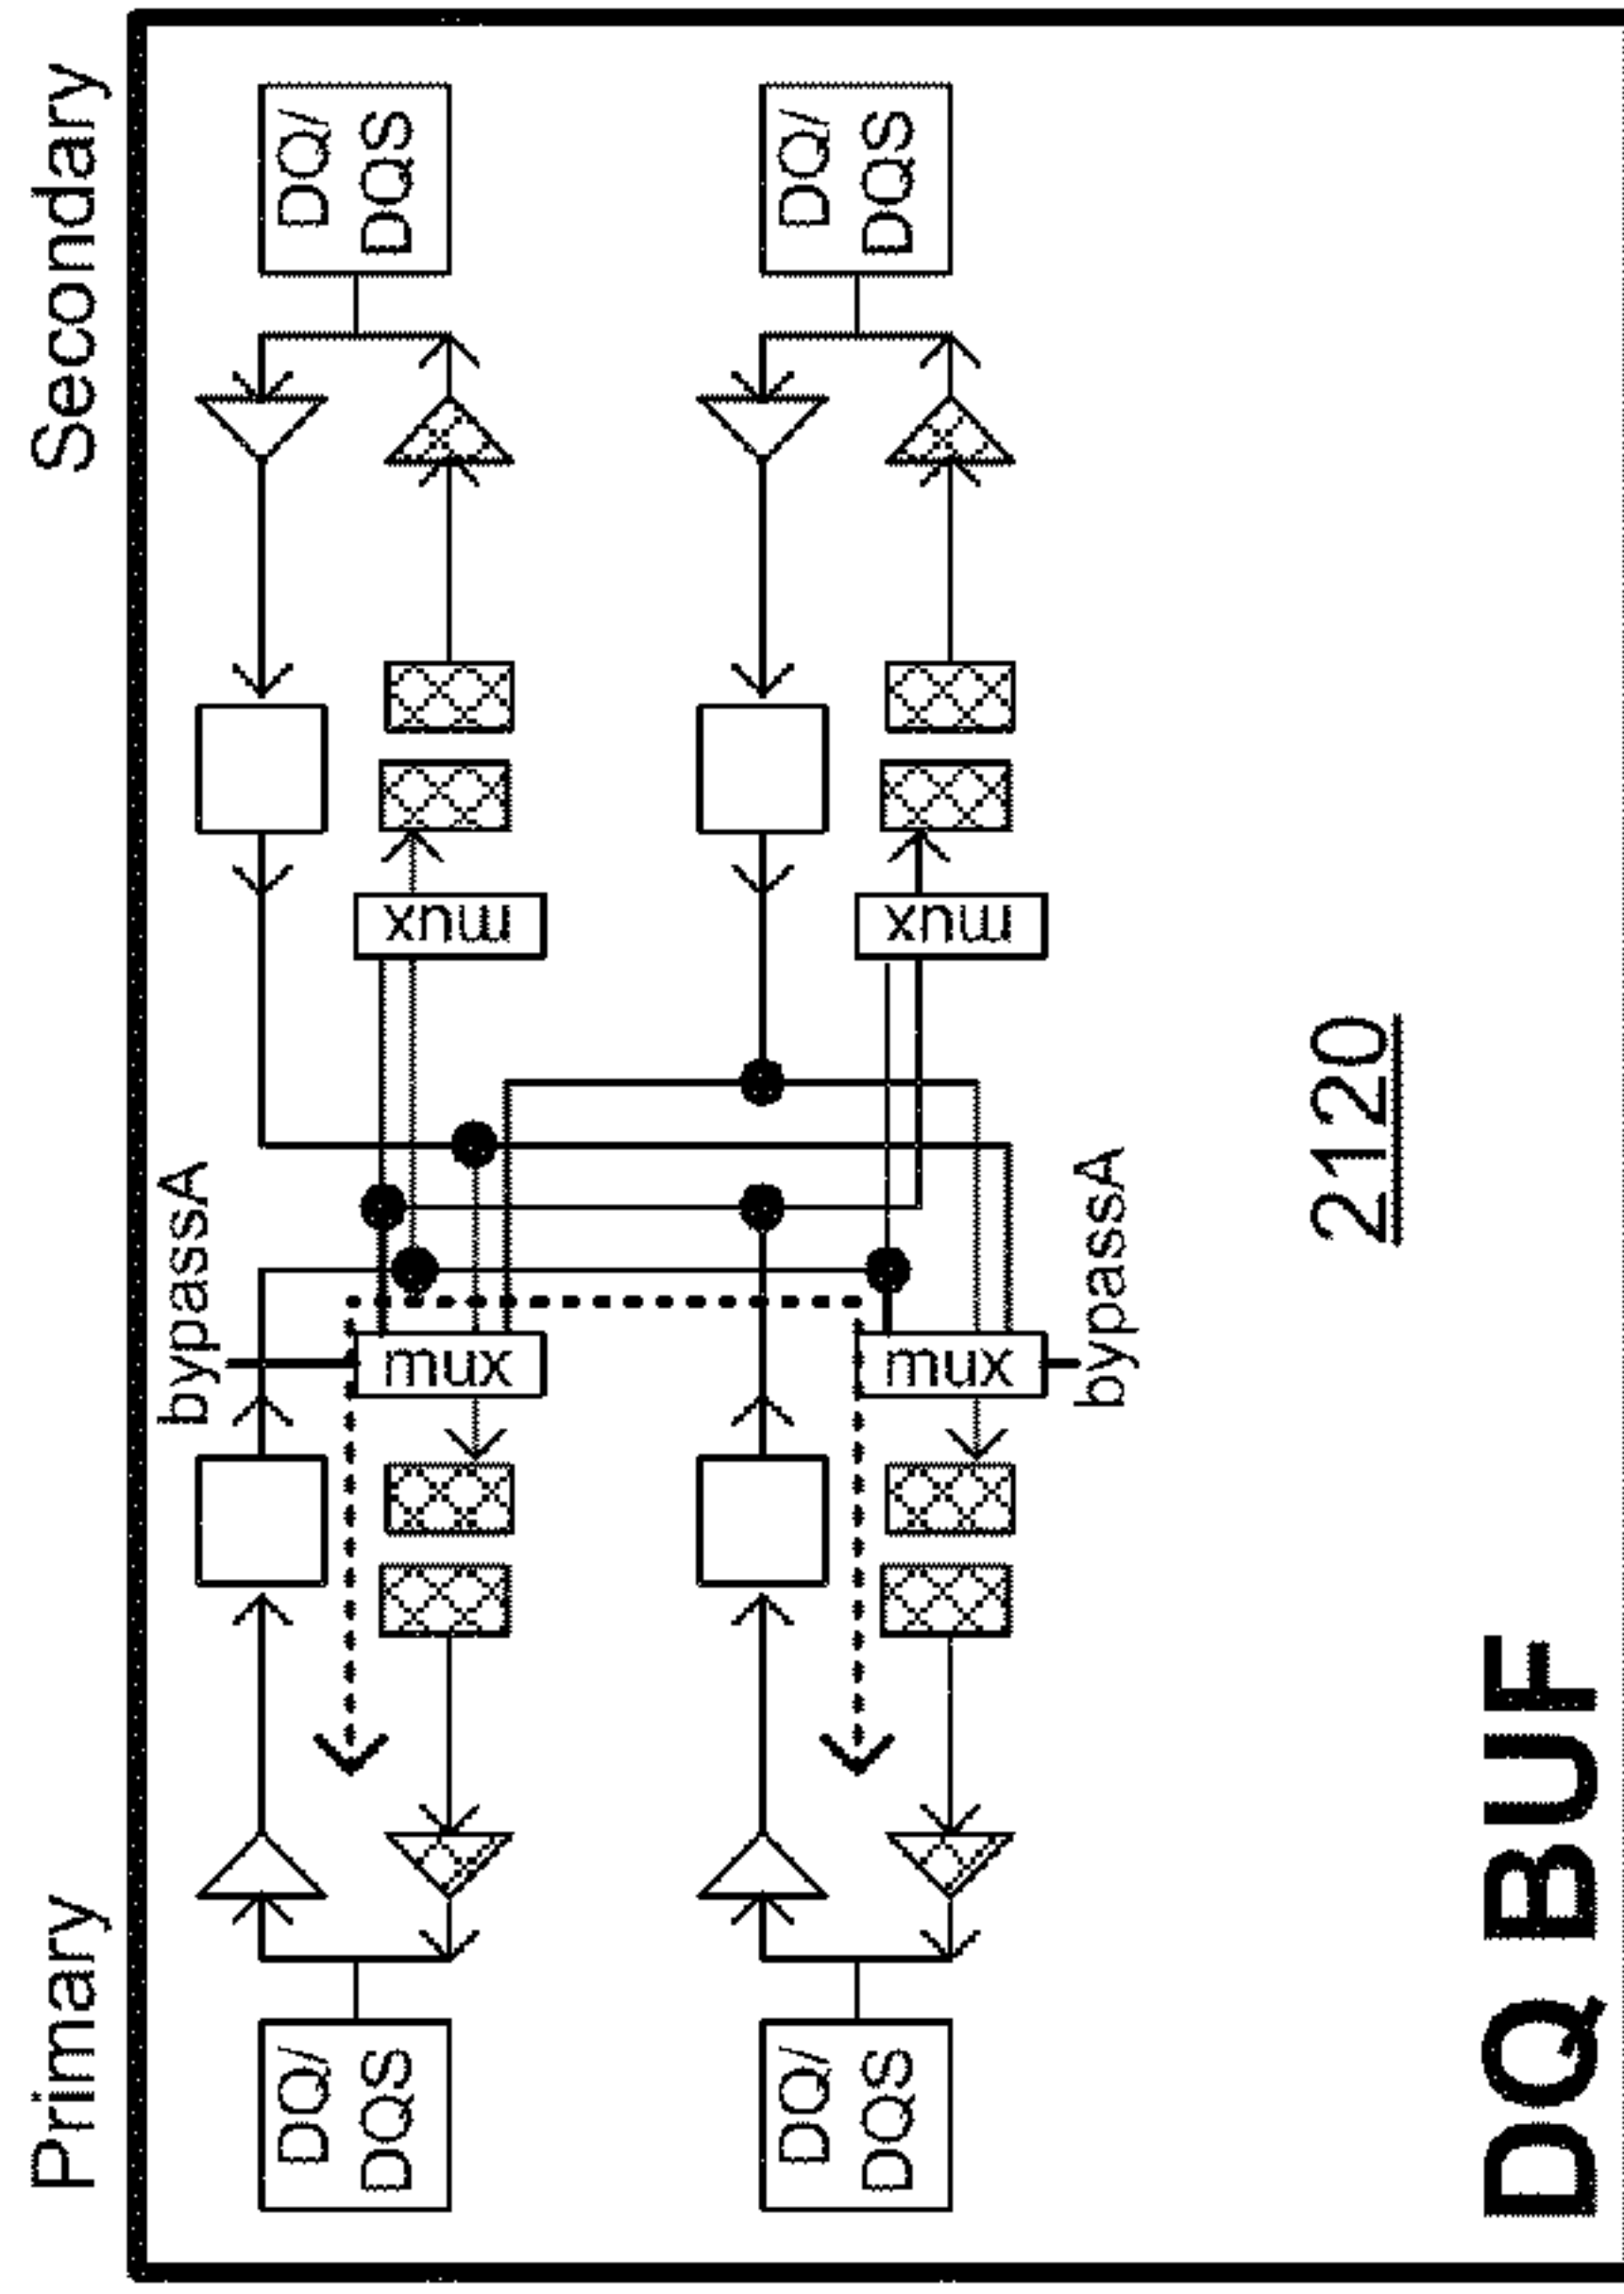 Primary
Secondary
bypassA
DQ/
DQS
mux
mux
DQ/
DQS
DQ/
DQS
mux
mux
DQ/
DQS
bypassA
2120
DQ BUF